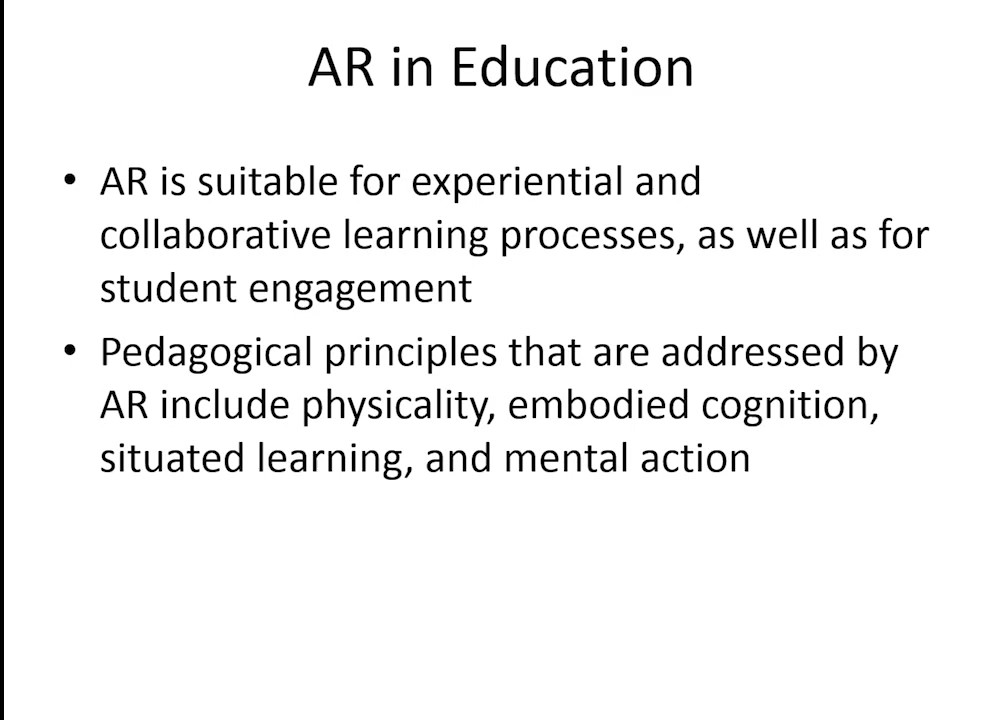 AR in Education
• AR is suitable for experiential and
collaborative learning processes, as well as for
student engagement
• Pedagogical principles that are addressed by
AR include physicality, embodied cognition,
situated learning, and mental action